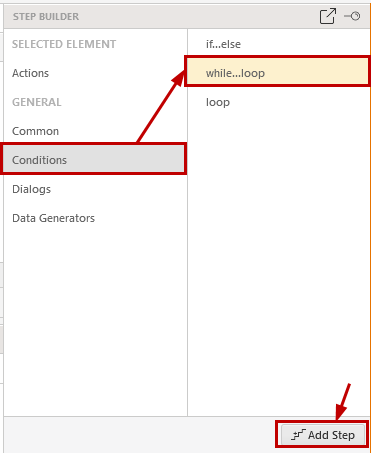 STEP BUILDER
SELECTED ELEMENT
Actions
GENERAL
Common
Conditions
Dialogs
Data Generators
if...else
while...loop
loop
Add Step